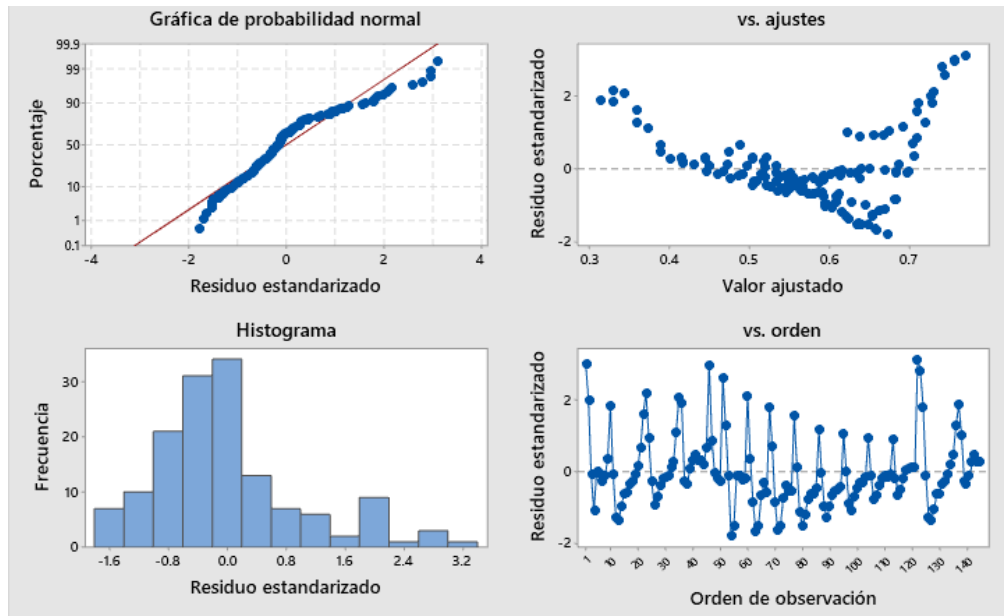 Gráfica de probabilidad normal
Porcentaje
99.9
99
90
50
10
1
0.1
-4 -2 0 2 4
Residuo estandarizado
vs. ajustes
Residuo estandarizado
2
0
-2
0.3 0.4 0.5 0.6 0.7
Valor ajustado
Histograma
Frecuencia
30
20
10
0
-1.6 -0.8 0.0 0.8 1.6 2.4 3.2
Residuo estandarizado
vs. orden
Residuo estandarizado
2
0
-2
1 10 20 30 40 50 60 70 80 90 100 110 120 130 140
Orden de observación